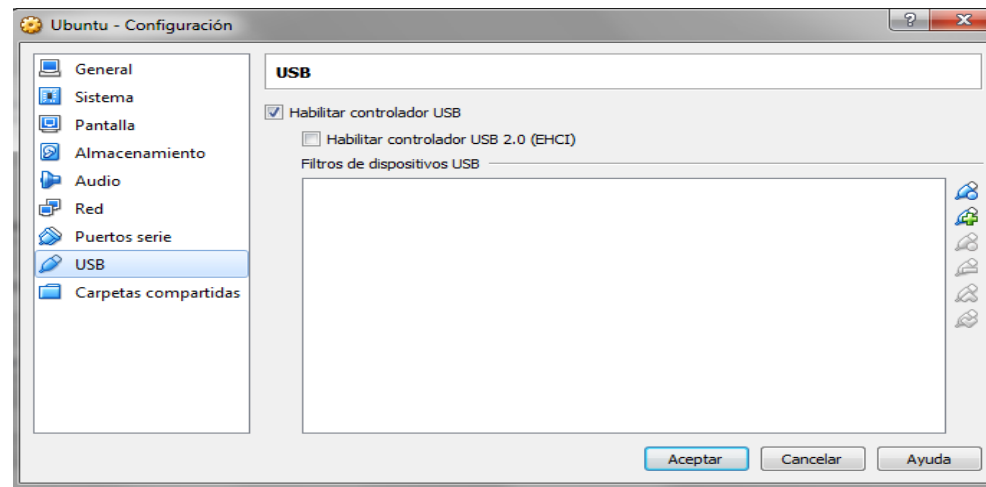 Ubuntu - Configuración
?
General
Sistema
Pantalla
Almacenamiento
Audio
Red
Puertos serie
USB
Carpetas compartidas
USB
Habilitar controlador USB
Habilitar controlador USB 2.0 (EHCI)
Filtros de dispositivos USB
Aceptar
Cancelar
Ayuda